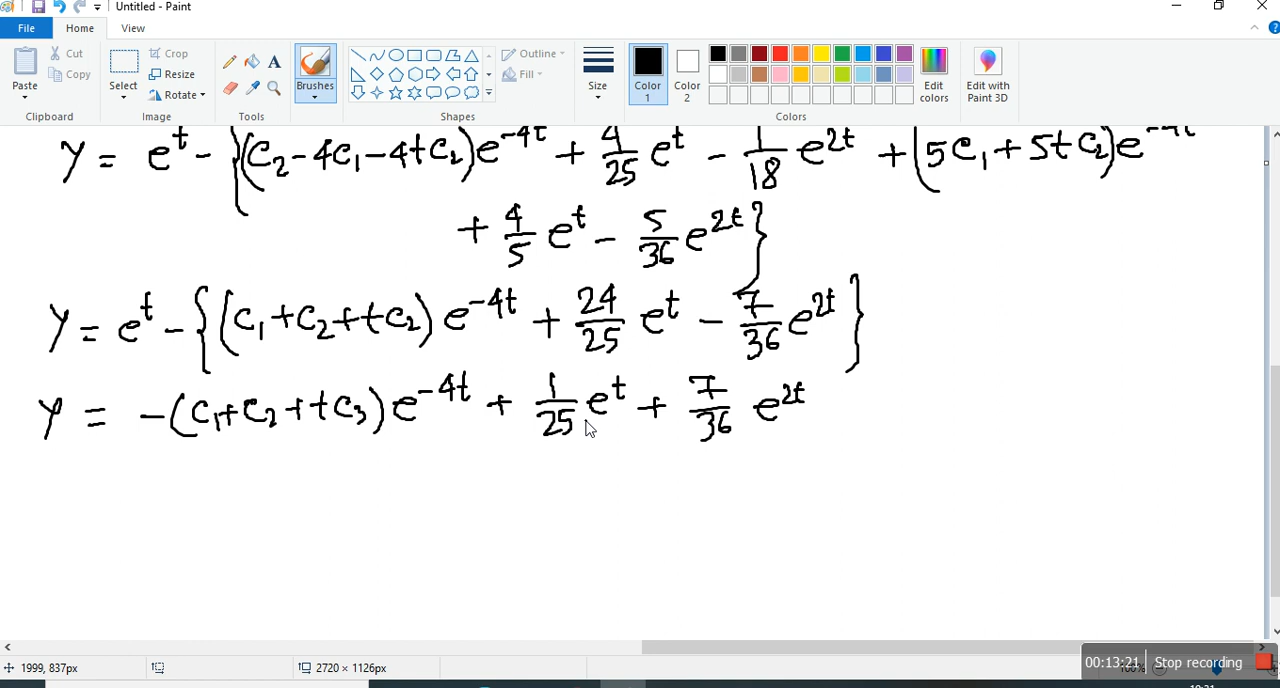 Untitled - Paint
File Home View
Paste Cut Copy Clipboard
Select Crop Resize Rotate Image
Tools
Brushes
Outline Fill Shapes
Size
Color 1 Color 2 Edit colors Edit with Paint 3D Colors
y = e^t - {(c₂-4c₁-4tc₂)e^-4t + 4/25 e^t - 1/18 e^2t + (5c₁+5tc₂)e^-4t
+ 4/5 e^t - 5/36 e^2t}
y = e^t - {(c₁+c₂+tc₂)e^-4t + 24/25 e^t - 7/36 e^2t}
y = -(c₁+c₂+tc₃)e^-4t + 1/25 e^t + 7/36 e^2t
1999, 837px 2720 × 1126px 100%
00:13:21 Stop recording